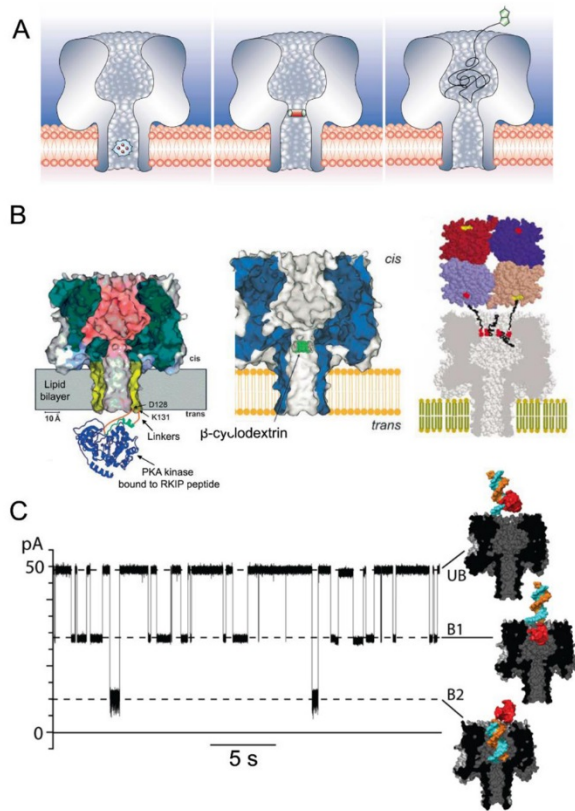 A
B
cis
Lipid
bilayer
10 Å
cis
trans
D128
K131
Linkers
PKA kinase
bound to RKIP peptide
cis
trans
β-cyclodextrin
C
pA
50
0
UB
B1
B2
5 s